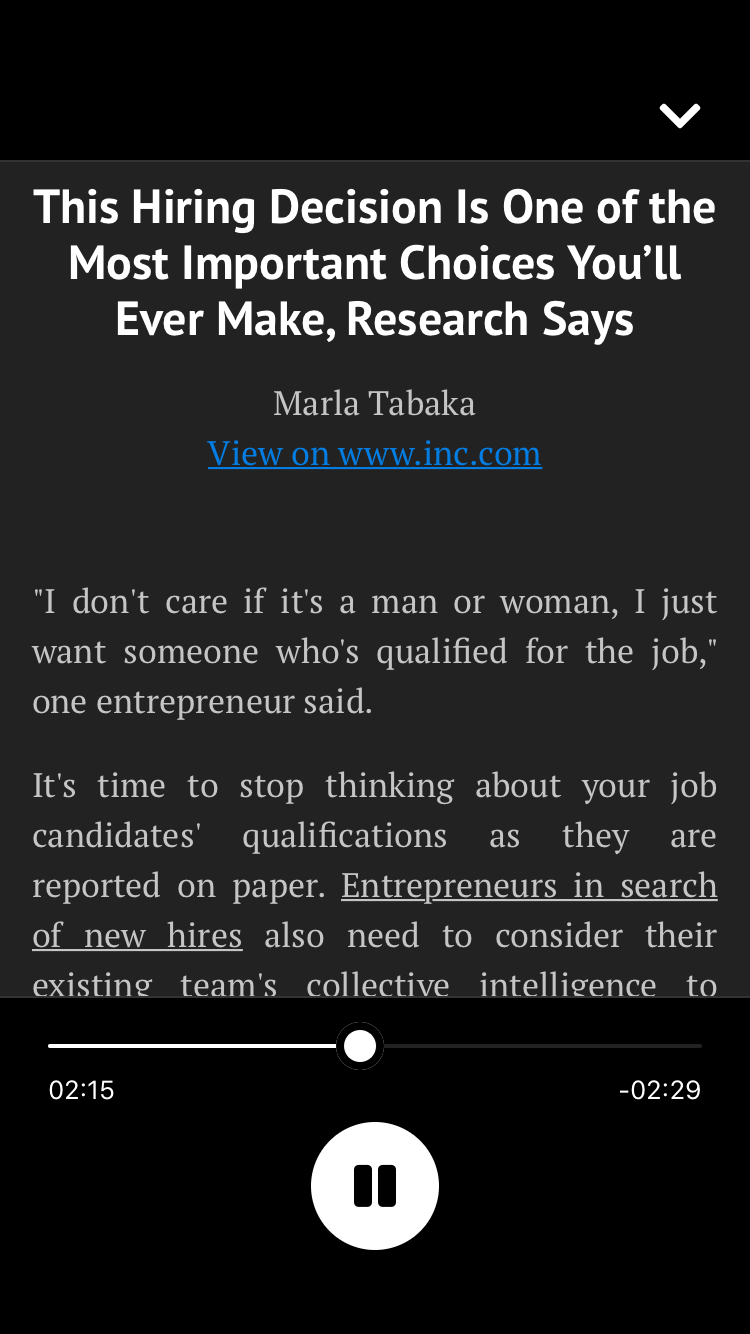 This Hiring Decision Is One of the
Most Important Choices You’ll
Ever Make, Research Says
Marla Tabaka
View on www.inc.com
"I don't care if it's a man or woman, I just
want someone who's qualified for the job,"
one entrepreneur said.
It's time to stop thinking about your job
candidates' qualifications as they are
reported on paper. Entrepreneurs in search
of new hires also need to consider their
existing team's collective intelligence to
02:15
-02:29